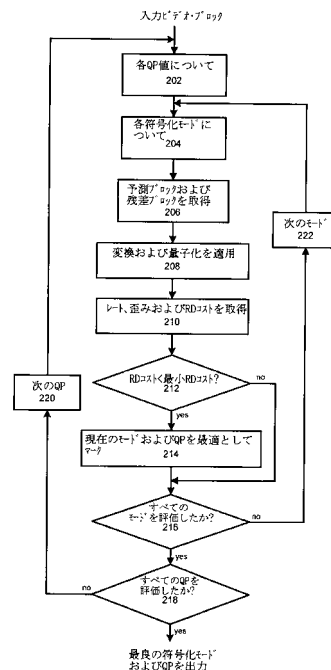 入力ﾋﾞﾃﾞｵ･ﾌﾞﾛｯｸ
各QP値について
202
各符号化ﾓｰﾄﾞに
ついて
204
予測ﾌﾞﾛｯｸおよび
残差ﾌﾞﾛｯｸを取得
206
次のﾓｰﾄﾞ
222
変換および量子化を適用
208
ﾚｰﾄ、歪みおよびRDｺｽﾄを取得
210
RDｺｽﾄ<最小RDｺｽﾄ?
212
no
次のQP
220
yes
現在のﾓｰﾄﾞおよびQPを最適として
ﾏｰｸ
214
すべての
ﾓｰﾄﾞを評価したか?
216
no
yes
no
すべてのQPを
評価したか?
218
yes
最良の符号化ﾓｰﾄﾞ
およびQPを出力